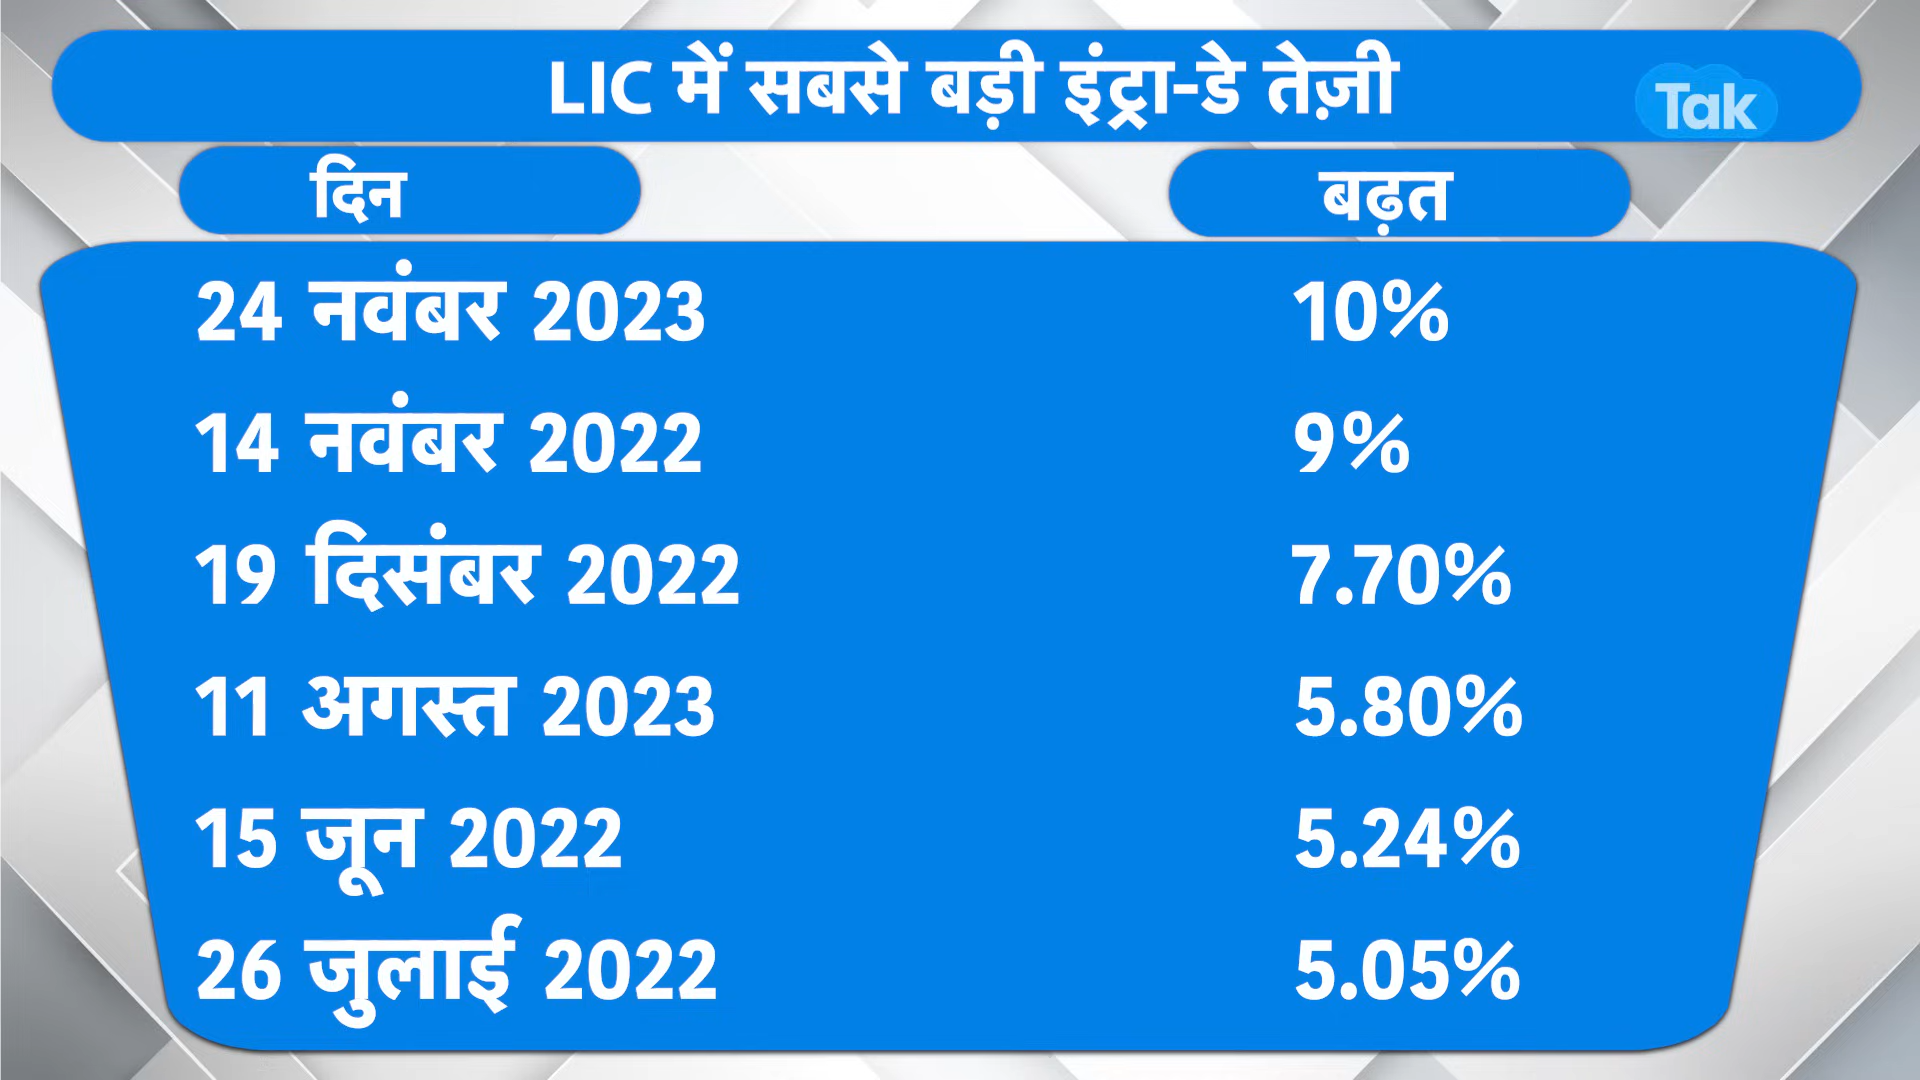 LIC में सबसे बड़ी इंट्रा-डे तेज़ी
Tak
दिन बढ़त
24 नवंबर 2023 10%
14 नवंबर 2022 9%
19 दिसंबर 2022 7.70%
11 अगस्त 2023 5.80%
15 जून 2022 5.24%
26 जुलाई 2022 5.05%